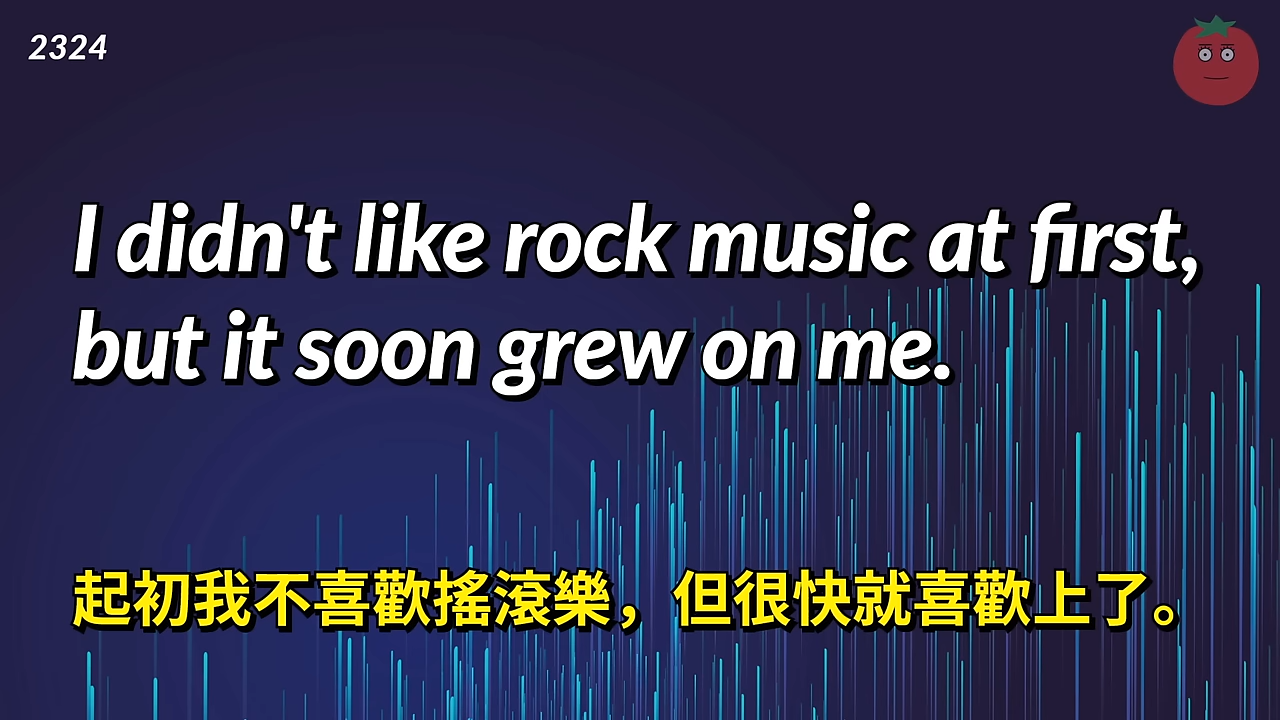 2324
I didn't like rock music at first,
but it soon grew on me.
起初我不喜歡搖滾樂，但很快就喜歡上了。